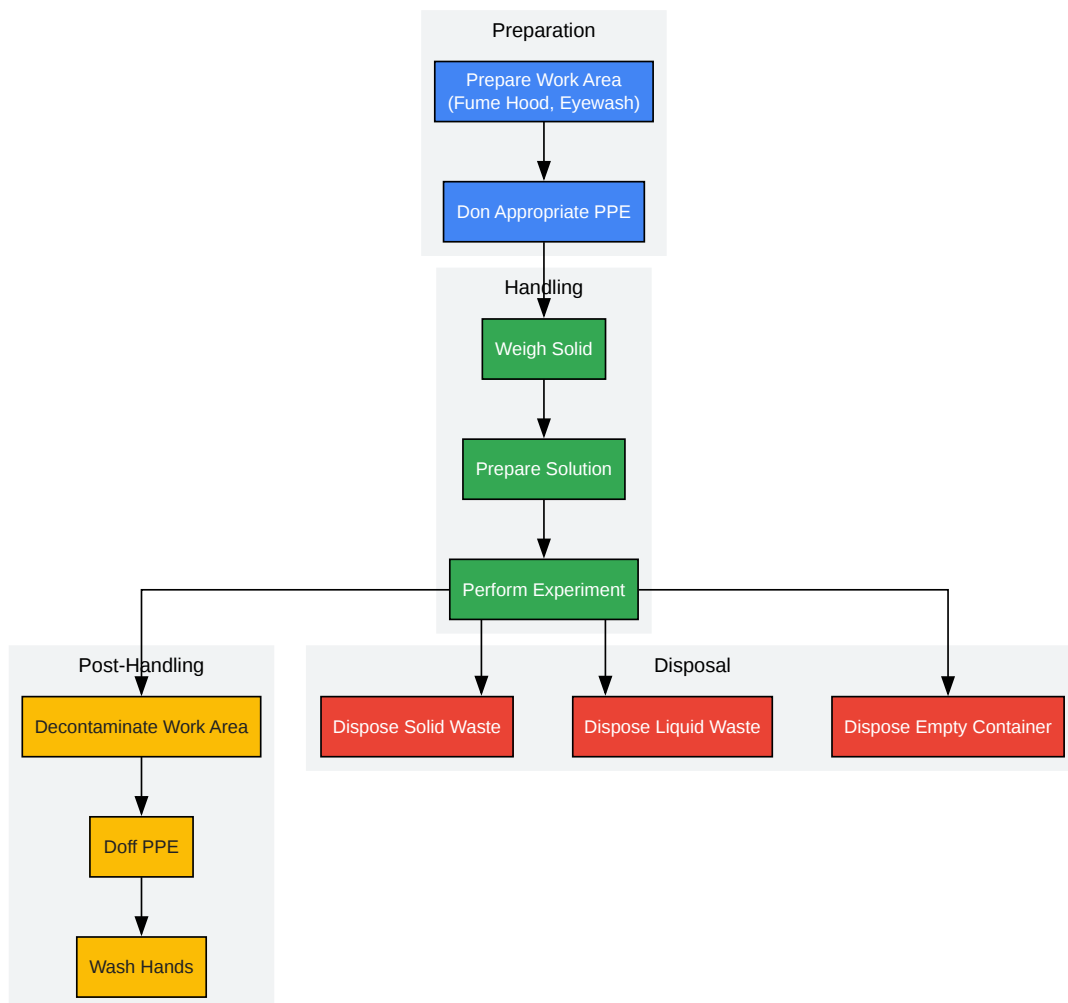 Preparation
Prepare Work Area
(Fume Hood, Eyewash)
Don Appropriate PPE
Handling
Weigh Solid
Prepare Solution
Perform Experiment
Post-Handling
Decontaminate Work Area
Doff PPE
Wash Hands
Disposal
Dispose Solid Waste
Dispose Liquid Waste
Dispose Empty Container